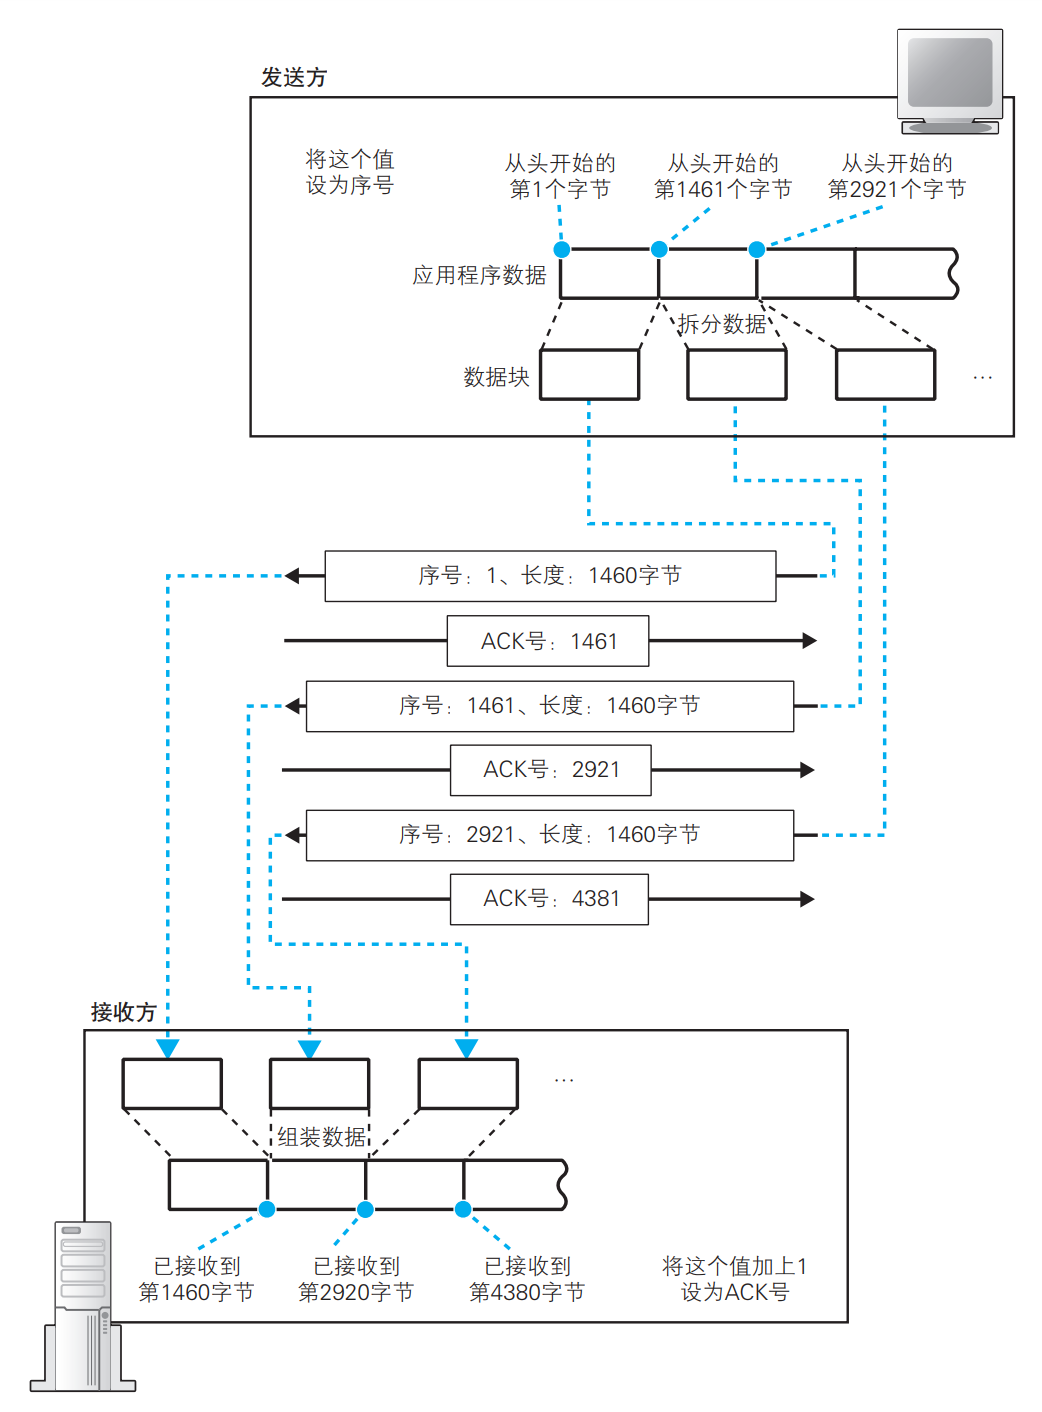 发送方
将这个值
设为序号
从头开始的
第1个字节
从头开始的
第1461个字节
从头开始的
第2921个字节
应用程序数据
拆分数据
数据块
…
序号：1、长度：1460字节
ACK号：1461
序号：1461、长度：1460字节
ACK号：2921
序号：2921、长度：1460字节
ACK号：4381
接收方
…
组装数据
已接收到
第1460字节
已接收到
第2920字节
已接收到
第4380字节
将这个值加上1
设为ACK号